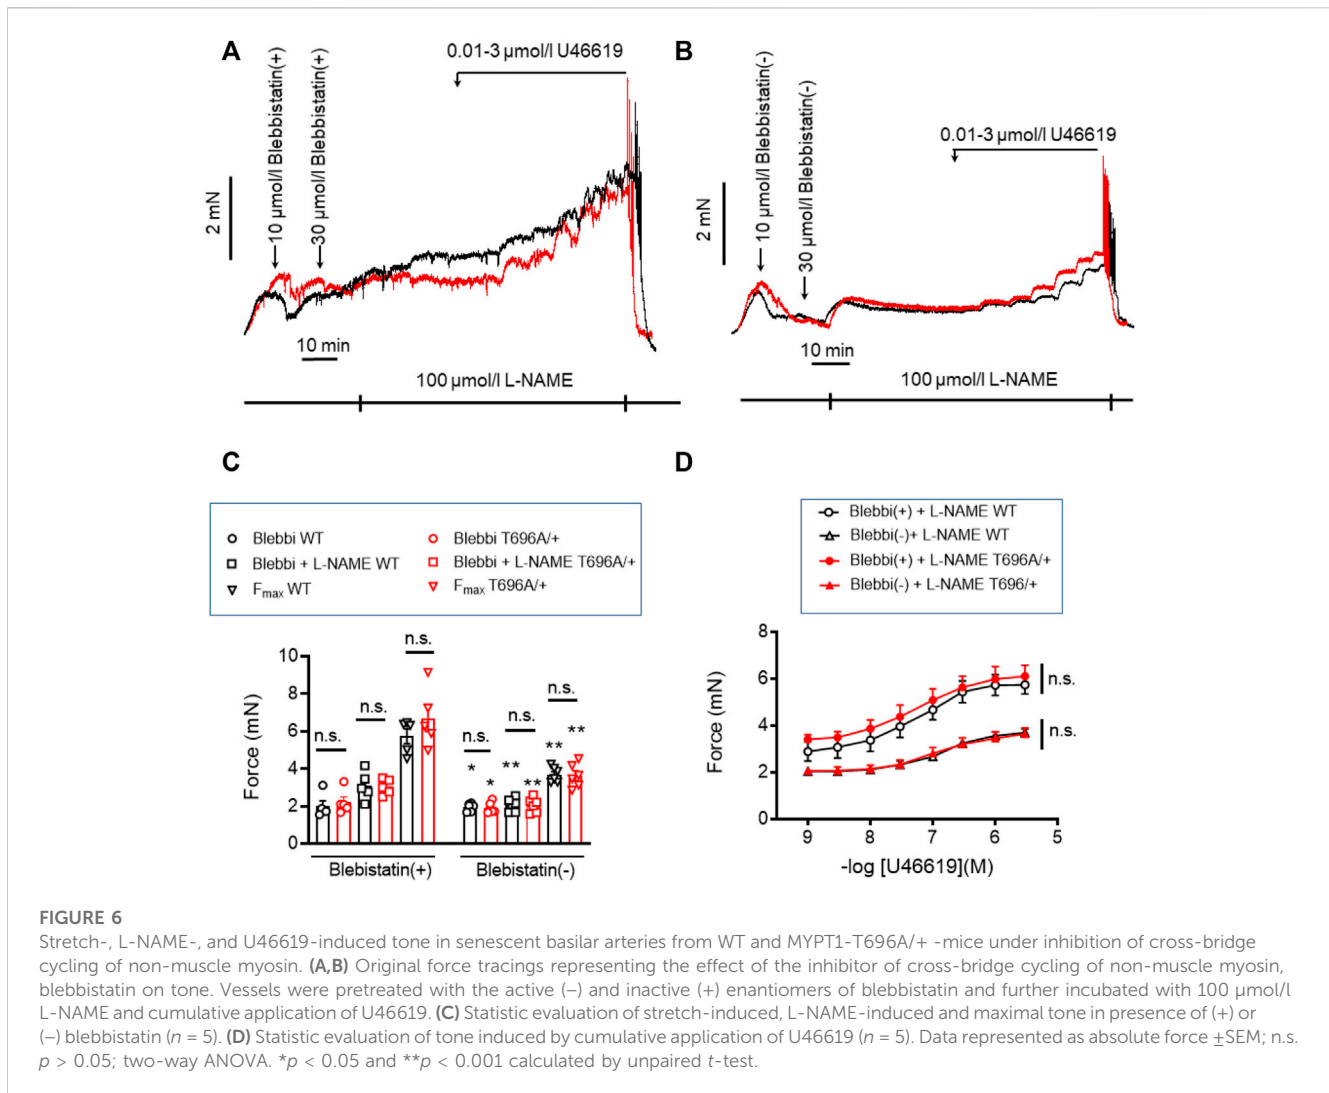 A
10 µmol/l Blebbistatin(+)
30 µmol/l Blebbistatin(+)
0.01-3 µmol/l U46619
2 mN
10 min
100 µmol/l L-NAME
B
10 µmol/l Blebbistatin(-)
30 µmol/l Blebbistatin(-)
0.01-3 µmol/l U46619
2 mN
10 min
100 µmol/l L-NAME
C
Blebbi WT
Blebbi T696A/+
Blebbi + L-NAME WT
Blebbi + L-NAME T696A/+
Fmax WT
Fmax T696A/+
Force (mN)
10
8
6
4
2
0
n.s.
n.s.
n.s.
n.s.
n.s.
n.s.
*
*
**
**
**
**
Blebistatin(+)
Blebistatin(-)
D
Blebbi(+) + L-NAME WT
Blebbi(-)+ L-NAME WT
Blebbi(+) + L-NAME T696A/+
Blebbi(-) + L-NAME T696/+
Force (mN)
8
6
4
2
0
n.s.
n.s.
9 8 7 6 5
-log [U46619](M)
FIGURE 6
Stretch-, L-NAME-, and U46619-induced tone in senescent basilar arteries from WT and MYPT1-T696A/+ -mice under inhibition of cross-bridge
cycling of non-muscle myosin. (A,B) Original force tracings representing the effect of the inhibitor of cross-bridge cycling of non-muscle myosin,
blebbistatin on tone. Vessels were pretreated with the active (–) and inactive (+) enantiomers of blebbistatin and further incubated with 100 µmol/l
L-NAME and cumulative application of U46619. (C) Statistic evaluation of stretch-induced, L-NAME-induced and maximal tone in presence of (+) or
(–) blebbistatin (n = 5). (D) Statistic evaluation of tone induced by cumulative application of U46619 (n = 5). Data represented as absolute force ±SEM; n.s.
p > 0.05; two-way ANOVA. *p < 0.05 and **p < 0.001 calculated by unpaired t-test.